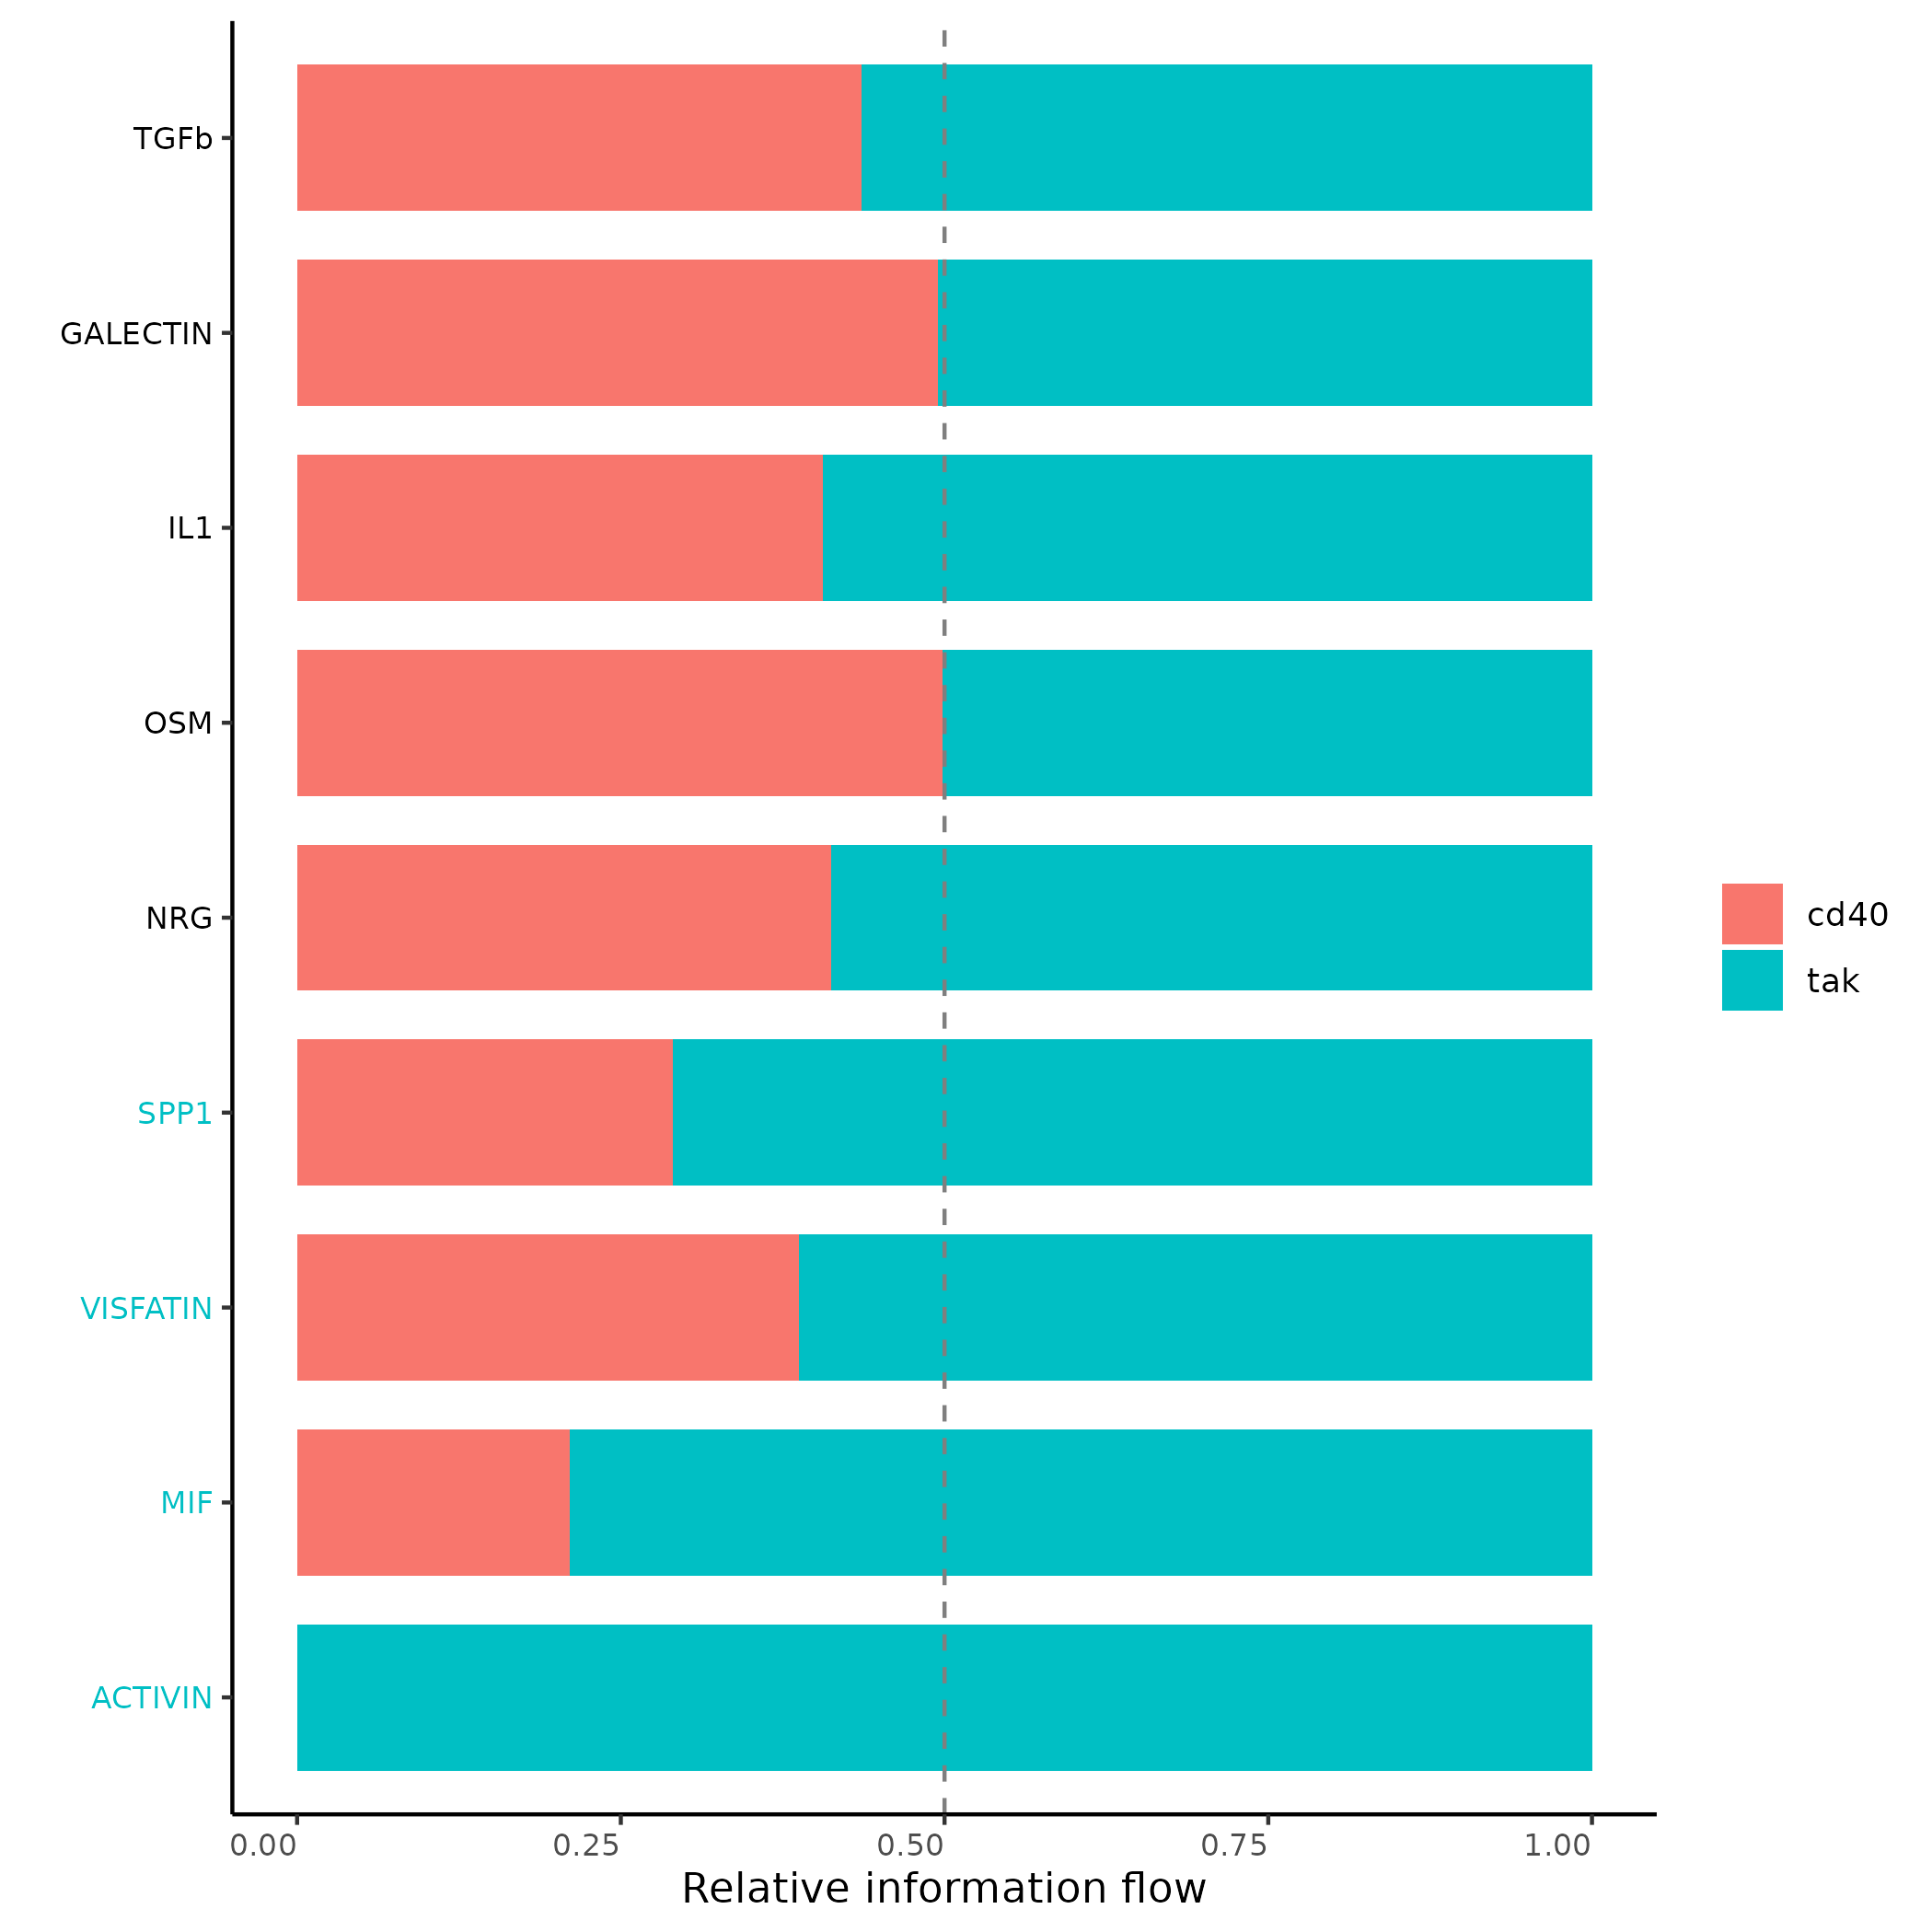 TGFb
GALECTIN
IL1
OSM
NRG
SPP1
VISFATIN
MIF
ACTIVIN
0.00 0.25 0.50 0.75 1.00
Relative information flow
cd40
tak